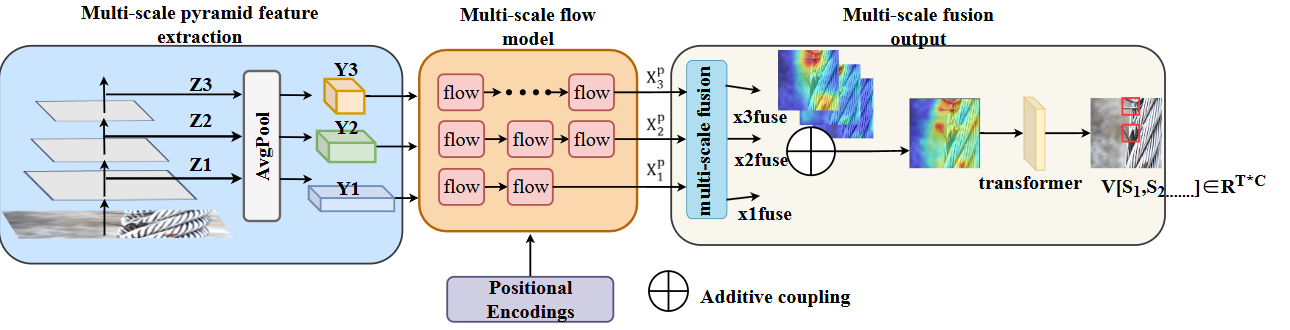 Multi-scale pyramid feature
extraction
Multi-scale flow
model
Multi-scale fusion
output
Z3
Z2
Z1
AvgPool
Y3
Y2
Y1
flow
flow
flow
flow
flow
flow
flow
X₃ᵖ
X₂ᵖ
X₁ᵖ
multi-scale fusion
x3fuse
x2fuse
x1fuse
transformer
V[S₁,S₂.......]∈R^T*C
Positional
Encodings
Additive coupling